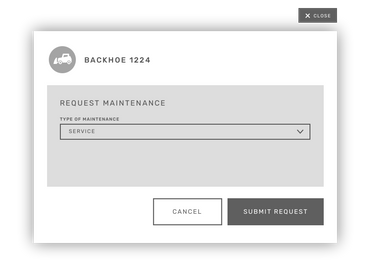 CLOSE
BACKHOE 1224
REQUEST MAINTENANCE
TYPE OF MAINTENANCE
SERVICE
CANCEL
SUBMIT REQUEST